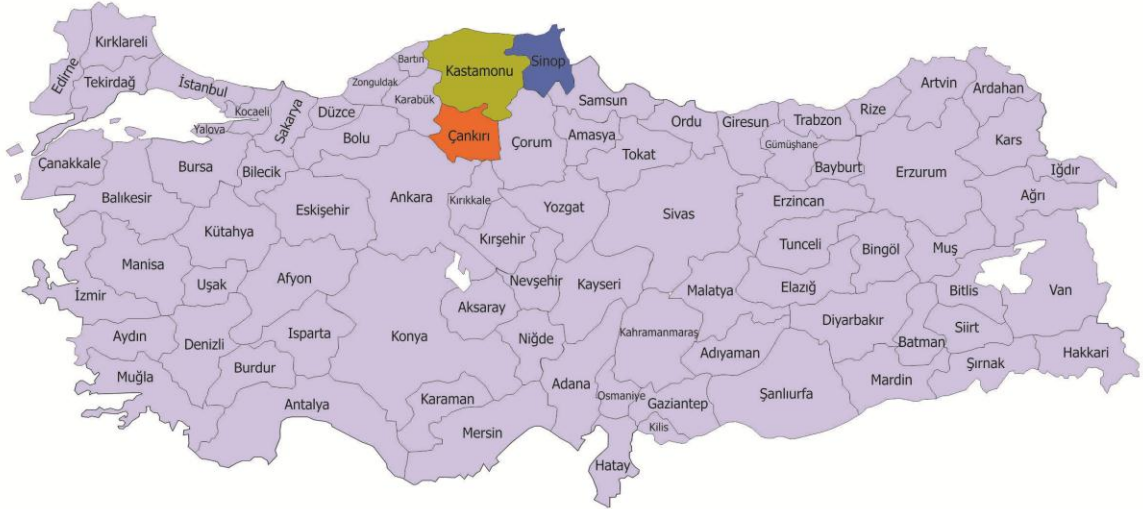 Kırklareli
Edirne
Tekirdağ
İstanbul
Kocaeli
Yalova
Sakarya
Düzce
Zonguldak
Bartın
Karabük
Kastamonu
Sinop
Çankırı
Bolu
Samsun
Amasya
Çorum
Tokat
Ordu
Giresun
Trabzon
Gümüşhane
Bayburt
Rize
Artvin
Ardahan
Kars
Iğdır
Ağrı
Erzurum
Erzincan
Çanakkale
Bursa
Bilecik
Balıkesir
Eskişehir
Ankara
Kırıkkale
Yozgat
Sivas
Kütahya
Kırşehir
Tunceli
Bingöl
Muş
Manisa
Uşak
Afyon
Nevşehir
Kayseri
Malatya
Elazığ
Bitlis
Van
İzmir
Aksaray
Aydın
Denizli
Isparta
Konya
Niğde
Kahramanmaraş
Adıyaman
Diyarbakır
Batman
Siirt
Şırnak
Hakkari
Muğla
Burdur
Antalya
Karaman
Mersin
Adana
Osmaniye
Gaziantep
Kilis
Şanlıurfa
Mardin
Hatay